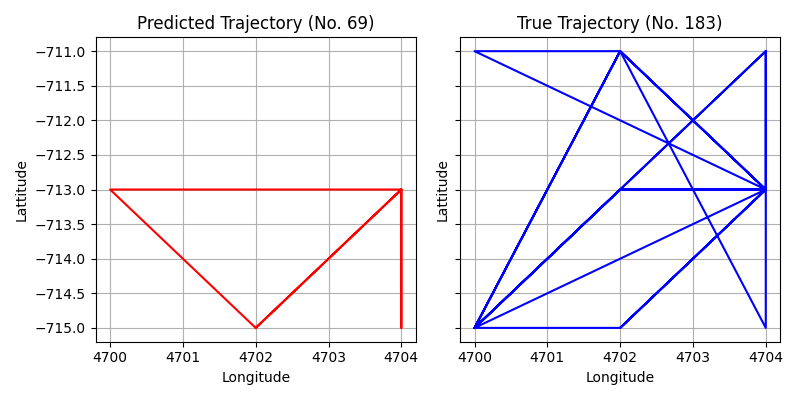 Predicted Trajectory (No. 69)
True Trajectory (No. 183)
−711.0
−711.5
−712.0
−712.5
−713.0
−713.5
−714.0
−714.5
−715.0
Lattitude
Lattitude
4700 4701 4702 4703 4704
4700 4701 4702 4703 4704
Longitude
Longitude